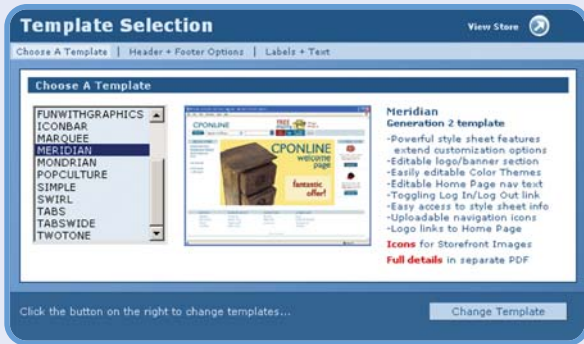 Template Selection
View Store
Choose A Template | Header + Footer Options | Labels + Text
Choose A Template
FUNWITHGRAPHICS
ICONBAR
MARQUEE
MERIDIAN
MONDRIAN
POPCULTURE
SIMPLE
SWIRL
TABS
TABSWIDE
TWOTONE
CPONLINE
FREE
CPONLINE
welcome
page
fantastic
offer!
Meridian
Generation 2 template
-Powerful style sheet features
extend customization options
-Editable logo/banner section
-Easily editable Color Themes
-Editable Home Page nav text
-Toggling Log In/Log Out link
-Easy access to style sheet info
-Uploadable navigation icons
-Logo links to Home Page
Icons for Storefront Images
Full details in separate PDF
Click the button on the right to change templates...
Change Template